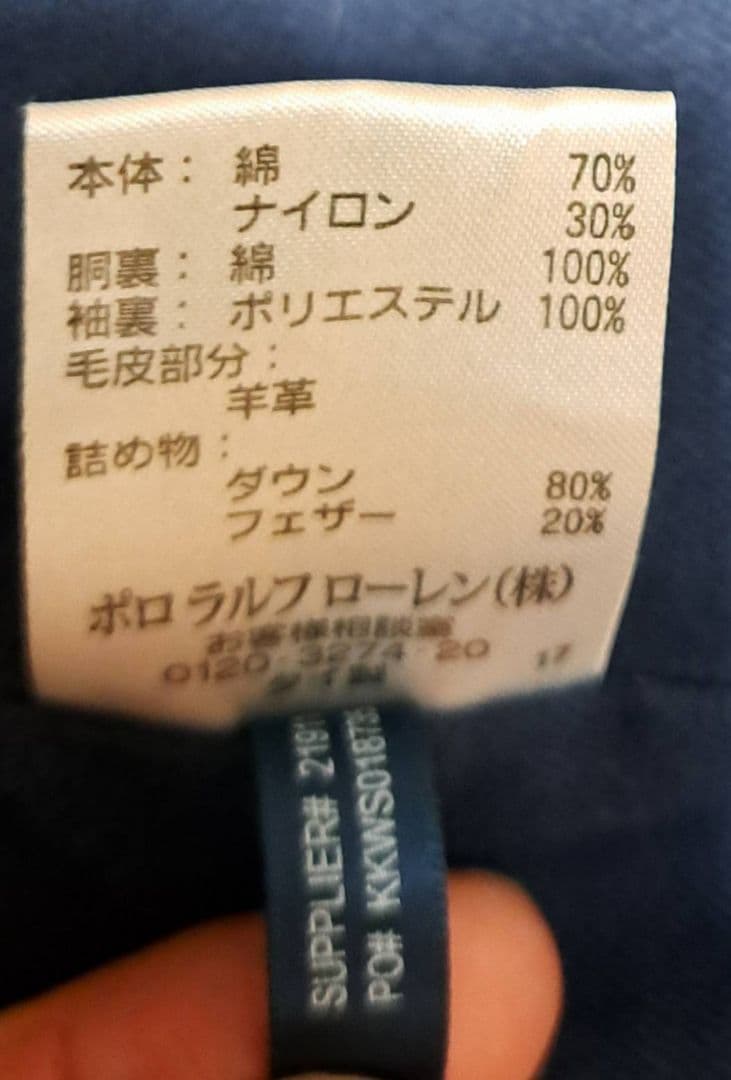 本体： 綿 70%
ナイロン 30%
胴裏： 綿 100%
袖裏： ポリエステル 100%
毛皮部分：
羊革
詰め物：
ダウン 80%
フェザー 20%
ポロ ラルフ ローレン(株)
お客様相談室
0120-3274-20 17
タイ製
SUPPLIER# 2191
PO# KKWS01873